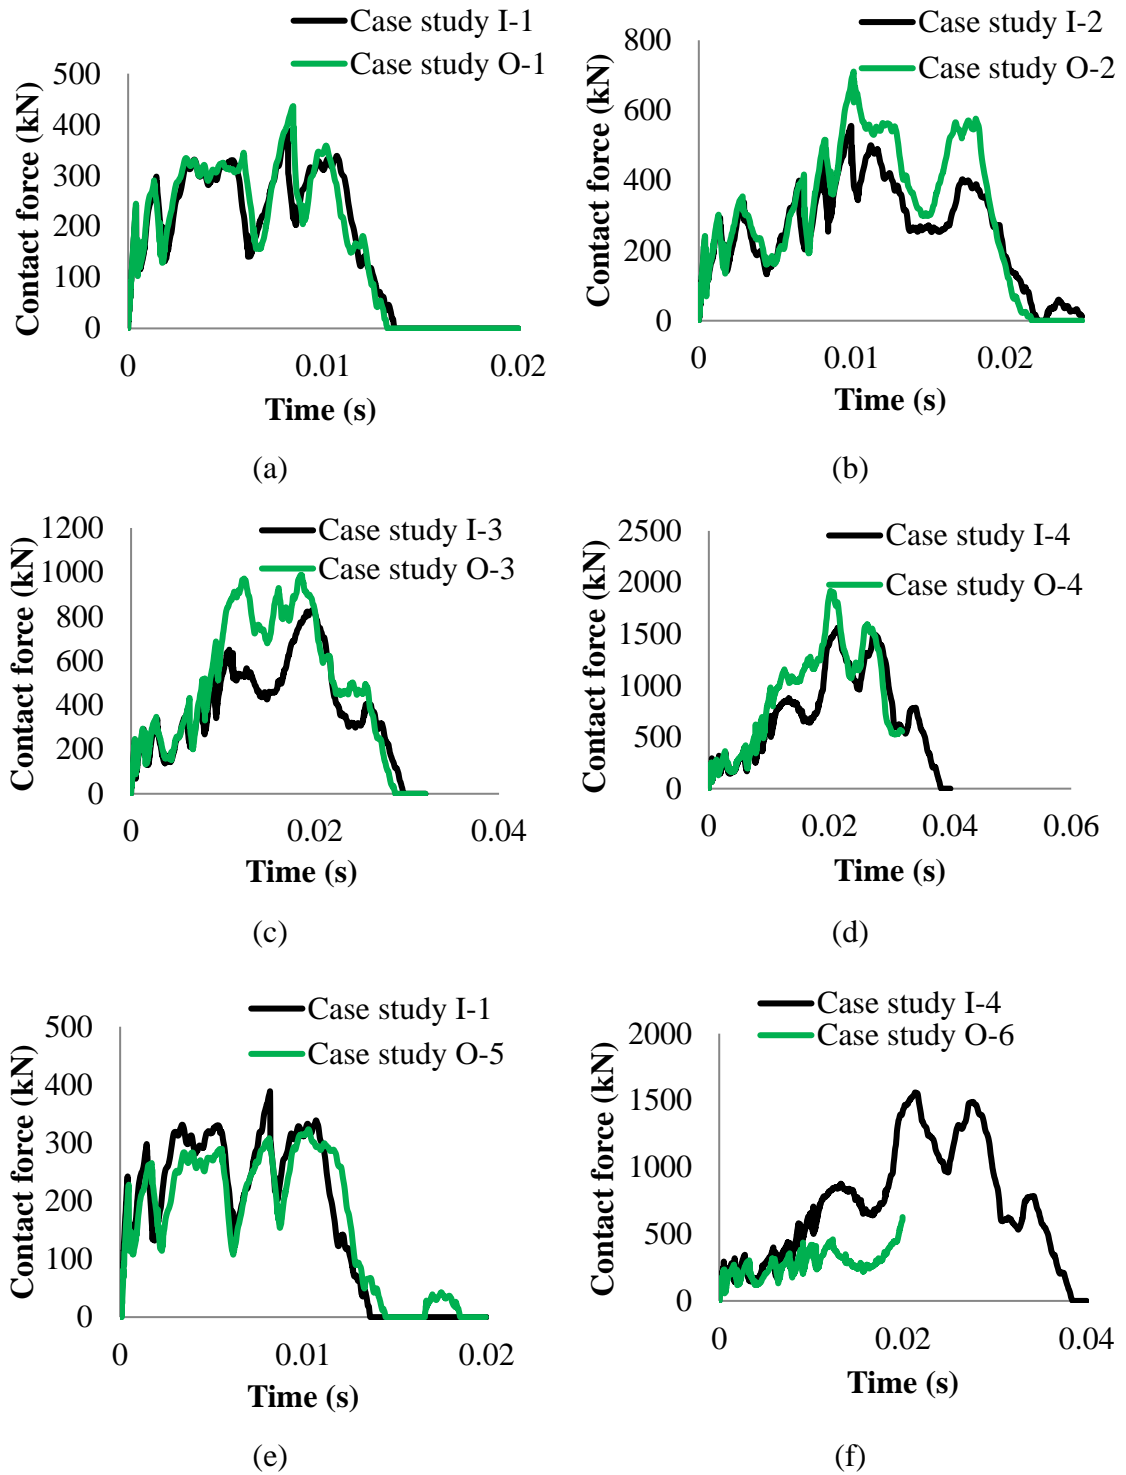 Case study I-1
Case study O-1
Contact force (kN)
500
400
300
200
100
0
0 0.01 0.02
Time (s)
(a)
Case study I-2
Case study O-2
Contact force (kN)
800
600
400
200
0
0 0.01 0.02
Time (s)
(b)
Case study I-3
Case study O-3
Contact force (kN)
1200
1000
800
600
400
200
0
0 0.02 0.04
Time (s)
(c)
Case study I-4
Case study O-4
Contact force (kN)
2500
2000
1500
1000
500
0
0 0.02 0.04 0.06
Time (s)
(d)
Case study I-1
Case study O-5
Contact force (kN)
500
400
300
200
100
0
0 0.01 0.02
Time (s)
(e)
Case study I-4
Case study O-6
Contact force (kN)
2000
1500
1000
500
0
0 0.02 0.04
Time (s)
(f)